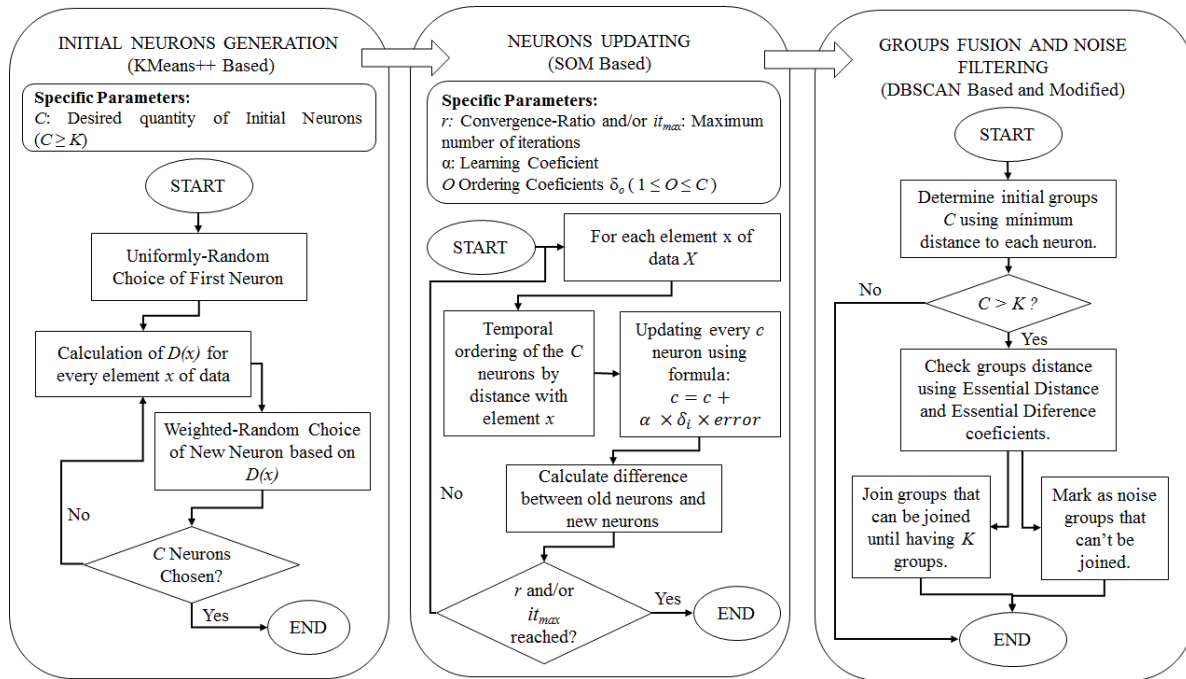 INITIAL NEURONS GENERATION
(KMeans++ Based)
Specific Parameters:
C: Desired quantity of Initial Neurons
(C ≥ K)
START
Uniformly-Random
Choice of First Neuron
Calculation of D(x) for
every element x of data
Weighted-Random Choice
of New Neuron based on
D(x)
No
C Neurons
Chosen?
Yes
END
NEURONS UPDATING
(SOM Based)
Specific Parameters:
r: Convergence-Ratio and/or it_max: Maximum
number of iterations
α: Learning Coeficient
O Ordering Coeficients δ_o ( 1 ≤ O ≤ C )
START
For each element x of
data X
Temporal
ordering of the C
neurons by
distance with
element x
Updating every c
neuron using
formula:
c = c +
α × δ_i × error
Calculate difference
between old neurons and
new neurons
No
r and/or
it_max
reached?
Yes
END
GROUPS FUSION AND NOISE
FILTERING
(DBSCAN Based and Modified)
START
Determine initial groups
C using mínimum
distance to each neuron.
No
C > K ?
Yes
Check groups distance
using Essential Distance
and Essential Diference
coeficients.
Join groups that
can be joined
until having K
groups.
Mark as noise
groups that
can't be
joined.
END